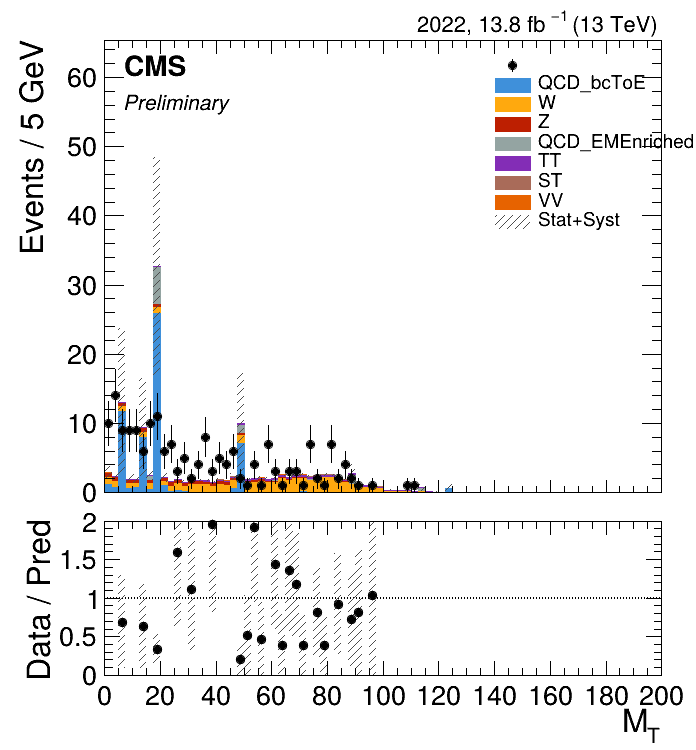 2022, 13.8 fb⁻¹ (13 TeV)
CMS
Preliminary
Events / 5 GeV
60
50
40
30
20
10
0
QCD_bcToE
W
Z
QCD_EMEnriched
TT
ST
VV
Stat+Syst
Data / Pred
2
1.5
1
0.5
0
0 20 40 60 80 100 120 140 160 180 200
M_T